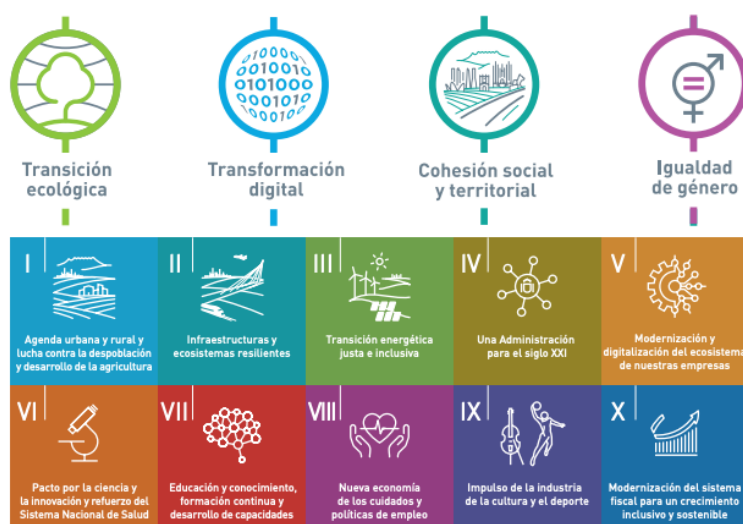 01001
010100
000101
Transición
ecológica
Transformación
digital
Cohesión social
y territorial
Igualdad
de género
I
Agenda urbana y rural y
lucha contra la despoblación
y desarrollo de la agricultura
II
Infraestructuras y
ecosistemas resilientes
III
Transición energética
justa e inclusiva
IV
Una Administración
para el siglo XXI
V
Modernización y
digitalización del ecosistema
de nuestras empresas
VI
Pacto por la ciencia y
la innovación y refuerzo del
Sistema Nacional de Salud
VII
Educación y conocimiento,
formación continua y
desarrollo de capacidades
VIII
Nueva economía
de los cuidados y
políticas de empleo
IX
Impulso de la industria
de la cultura y el deporte
X
Modernización del sistema
fiscal para un crecimiento
inclusivo y sostenible